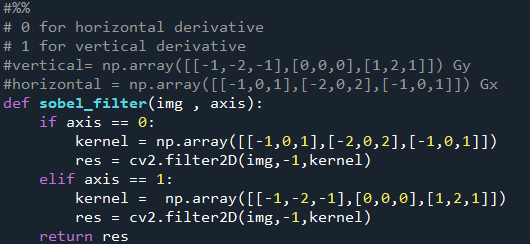 #%%
# 0 for horizontal derivative
# 1 for vertical derivative
#vertical= np.array([[-1,-2,-1],[0,0,0],[1,2,1]]) Gy
#horizontal = np.array([[-1,0,1],[-2,0,2],[-1,0,1]]) Gx
def sobel_filter(img , axis):
    if axis == 0:
        kernel = np.array([[-1,0,1],[-2,0,2],[-1,0,1]])
        res = cv2.filter2D(img,-1,kernel)
    elif axis == 1:
        kernel =  np.array([[-1,-2,-1],[0,0,0],[1,2,1]])
        res = cv2.filter2D(img,-1,kernel)
    return res